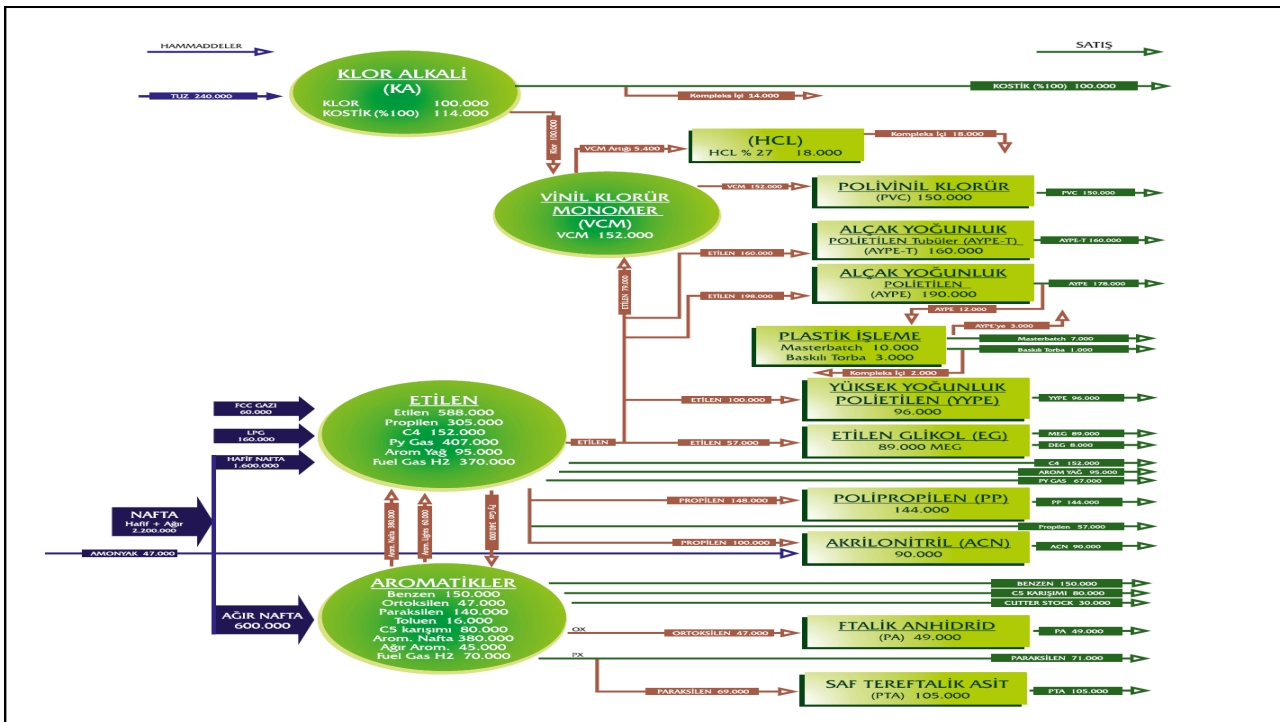 HAMMADDELER
SATIŞ
KLOR ALKALİ
(KA)
KLOR 100.000
KOSTİK (%100) 114.000
TUZ 240.000
KOSTİK (%100) 100.000
Kompleks İçi 14.000
Klor 100.000
VCM Artığı 5.400
(HCL)
HCL % 27 18.000
Kompleks İçi 18.000
VİNİL KLORÜR
MONOMER
(VCM)
VCM 152.000
VCM 152.000
POLİVİNİL KLORÜR
(PVC) 150.000
PVC 150.000
ETİLEN 79.000
ETİLEN 160.000
ALÇAK YOĞUNLUK
POLİETİLEN Tubüler (AYPE-T)
(AYPE-T) 160.000
AYPE-T 160.000
ETİLEN 198.000
ALÇAK YOĞUNLUK
POLİETİLEN
(AYPE) 190.000
AYPE 178.000
AYPE 12.000
AYPE'ye 3.000
PLASTİK İŞLEME
Masterbatch 10.000
Baskılı Torba 3.000
Masterbatch 7.000
Baskılı Torba 1.000
Kompleks İçi 2.000
FCC GAZI
60.000
LPG
160.000
HAFİF NAFTA
1.600.000
ETİLEN
Etilen 588.000
Propilen 305.000
C4 152.000
Py Gas 407.000
Arom Yağ 95.000
Fuel Gas H2 370.000
ETİLEN
ETİLEN 100.000
YÜKSEK YOĞUNLUK
POLİETİLEN (YYPE)
96.000
YYPE 96.000
ETİLEN 57.000
ETİLEN GLİKOL (EG)
89.000 MEG
MEG 89.000
DEG 8.000
C4 152.000
AROM YAĞ 95.000
PY GAS 67.000
PROPİLEN 148.000
POLİPROPİLEN (PP)
144.000
PP 144.000
Propilen 57.000
PROPİLEN 100.000
AKRİLONİTRİL (ACN)
90.000
ACN 90.000
NAFTA
Hafif + Ağır
2.200.000
AMONYAK 47.000
Arom. Nafta 380.000
Arom. Lights 60.000
Py Gas 340.000
AĞIR NAFTA
600.000
AROMATİKLER
Benzen 150.000
Ortoksilen 47.000
Paraksilen 140.000
Toluen 16.000
C5 karışımı 80.000
Arom. Nafta 380.000
Ağır Arom. 45.000
Fuel Gas H2 70.000
BENZEN 150.000
C5 KARIŞIMI 80.000
CUTTER STOCK 30.000
OX
ORTOKSİLEN 47.000
FTALİK ANHİDRİD
(PA) 49.000
PA 49.000
PX
PARAKSİLEN 71.000
PARAKSİLEN 69.000
SAF TEREFTALİK ASİT
(PTA) 105.000
PTA 105.000